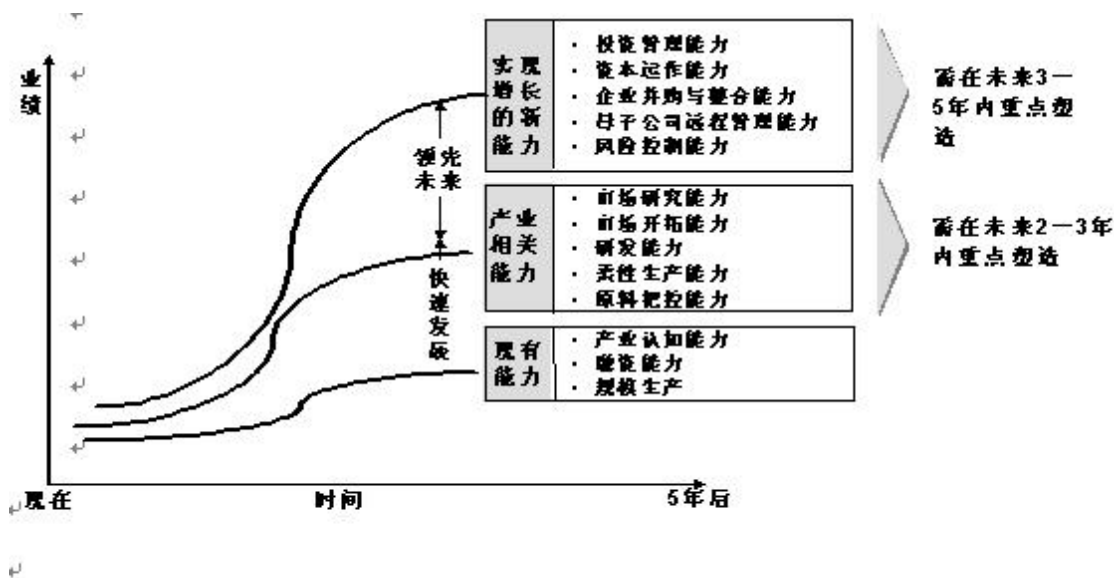 业
绩
实现
增长
的新
能力
· 投资管理能力
· 资本运作能力
· 企业并购与整合能力
· 母子公司远程管理能力
· 风险控制能力
需在未来3—
5年内重点塑
造
领先
未来
产业
相关
能力
· 市场研究能力
· 市场开拓能力
· 研发能力
· 柔性生产能力
· 原料把控能力
需在未来2—3年
内重点塑造
快
速
发
展
现有
能力
· 产业认知能力
· 融资能力
· 规模生产
现在
时间
5年后